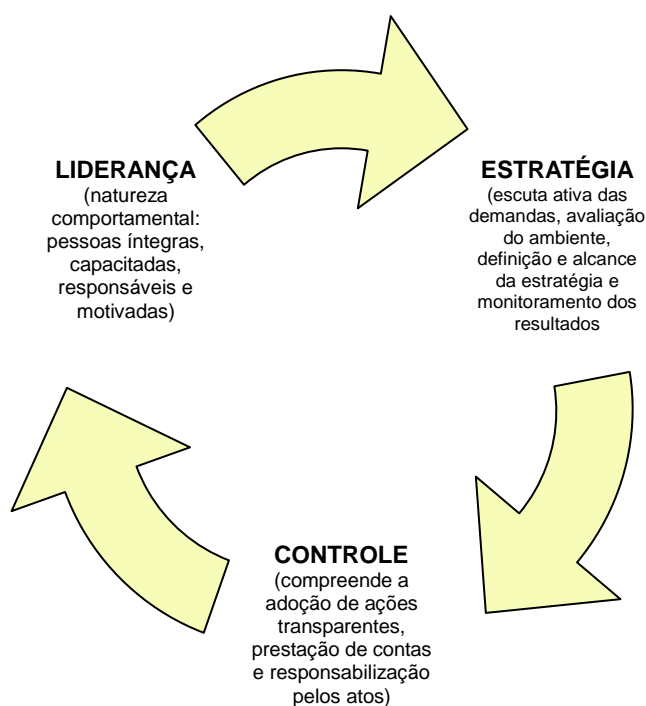 LIDERANÇA
(natureza
comportamental:
pessoas íntegras,
capacitadas,
responsáveis e
motivadas)
ESTRATÉGIA
(escuta ativa das
demandas, avaliação
do ambiente,
definição e alcance
da estratégia e
monitoramento dos
resultados
CONTROLE
(compreende a
adoção de ações
transparentes,
prestação de contas
e responsabilização
pelos atos)